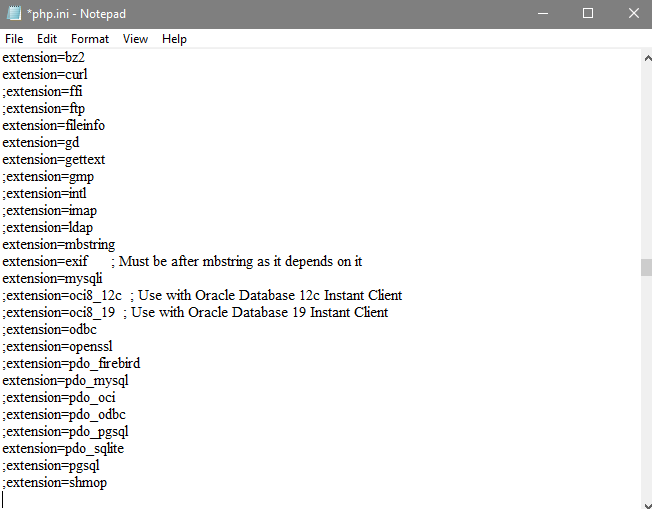 *php.ini - Notepad
File Edit Format View Help
extension=bz2
extension=curl
;extension=ffi
;extension=ftp
extension=fileinfo
extension=gd
extension=gettext
;extension=gmp
;extension=intl
;extension=imap
;extension=ldap
extension=mbstring
extension=exif      ; Must be after mbstring as it depends on it
extension=mysqli
;extension=oci8_12c  ; Use with Oracle Database 12c Instant Client
;extension=oci8_19  ; Use with Oracle Database 19 Instant Client
;extension=odbc
;extension=openssl
;extension=pdo_firebird
extension=pdo_mysql
;extension=pdo_oci
;extension=pdo_odbc
;extension=pdo_pgsql
extension=pdo_sqlite
;extension=pgsql
;extension=shmop